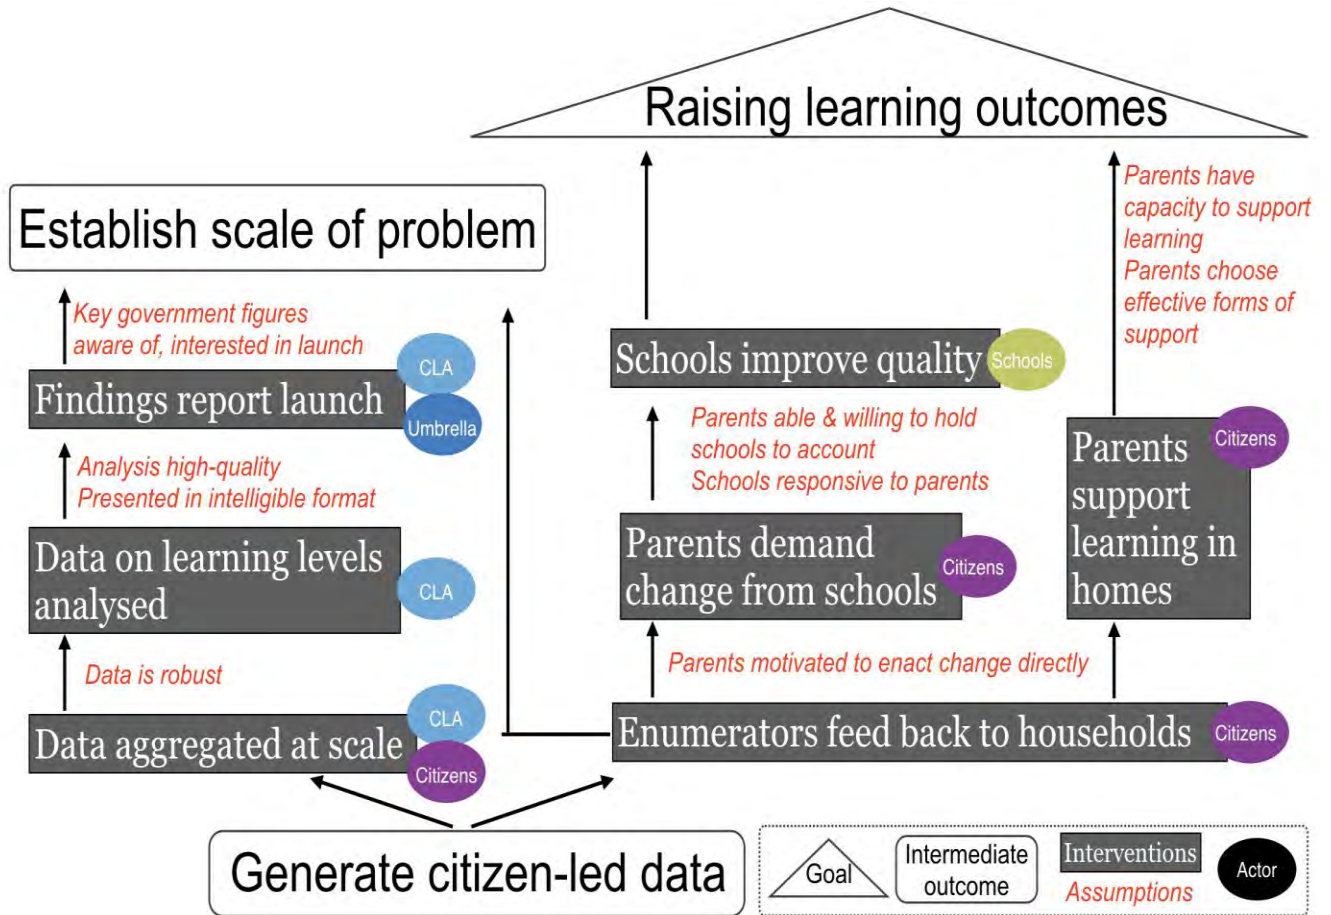 Raising learning outcomes
Establish scale of problem
Key government figures
aware of, interested in launch
Findings report launch
CLA
Umbrella
Analysis high-quality
Presented in intelligible format
Data on learning levels
analysed
CLA
Data is robust
Data aggregated at scale
CLA
Citizens
Parents have
capacity to support
learning
Parents choose
effective forms of
support
Schools improve quality
Schools
Parents able & willing to hold
schools to account
Schools responsive to parents
Parents demand
change from schools
Citizens
Parents
support
learning in
homes
Citizens
Parents motivated to enact change directly
Enumerators feed back to households
Citizens
Generate citizen-led data
Goal
Intermediate
outcome
Interventions
Assumptions
Actor